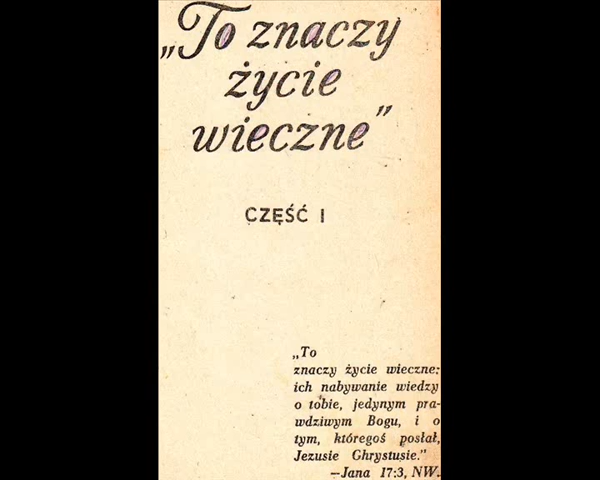 „To znaczy
życie
wieczne”
CZĘŚĆ I
„To
znaczy życie wieczne:
ich nabywanie wiedzy
o tobie, jedynym pra-
wdziwym Bogu, i o
tym, któregoś posłał,
Jezusie Ghrystusie.”
—Jana 17:3, NW.